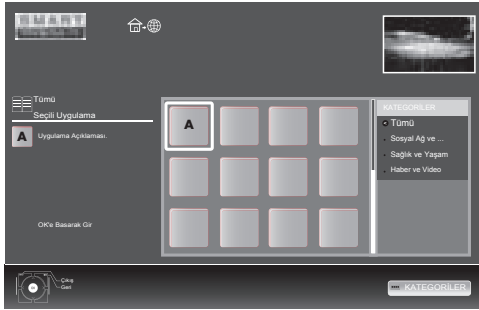 SMART
Tümü
Seçili Uygulama
A
Uygulama Açıklaması.
OK'e Basarak Gir
A
KATEGORİLER
Tümü
Sosyal Ağ ve ...
Sağlık ve Yaşam
Haber ve Video
Çıkış
Geri
KATEGORİLER